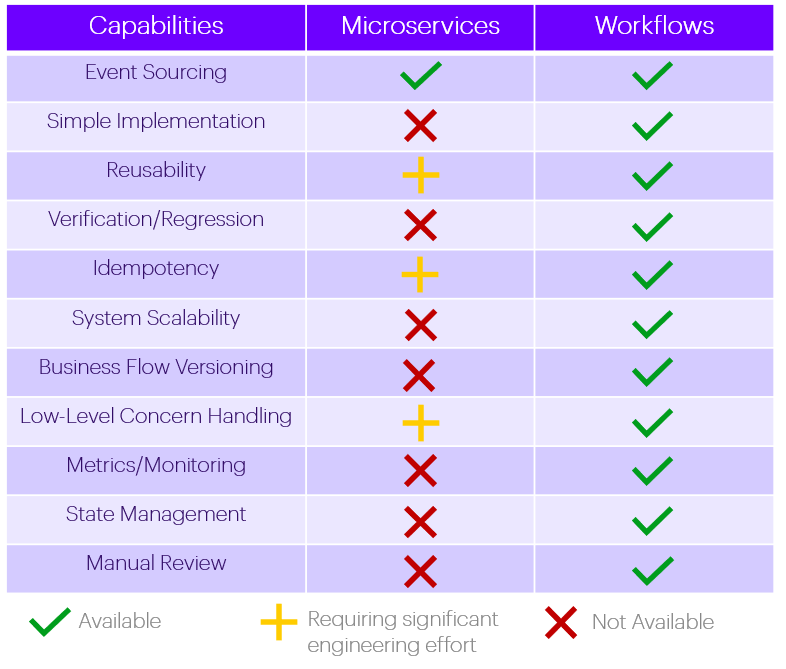 Capabilities Microservices Workflows
Event Sourcing
Simple Implementation
Reusability
Verification/Regression
Idempotency
System Scalability
Business Flow Versioning
Low-Level Concern Handling
Metrics/Monitoring
State Management
Manual Review
Available
Requiring significant
engineering effort
Not Available